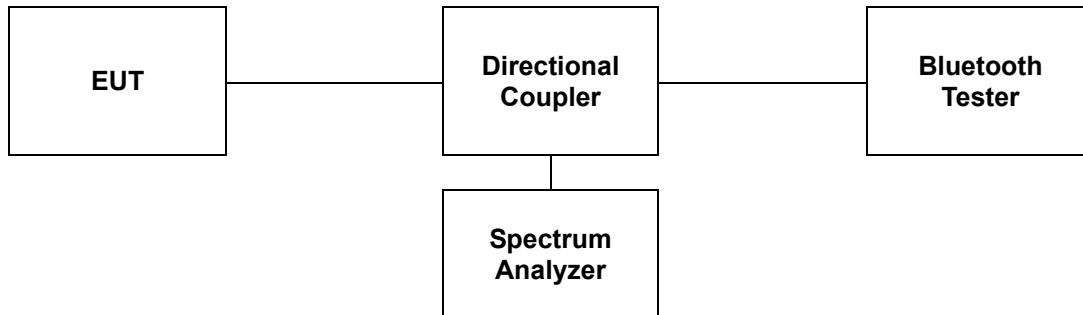 EUT
Directional
Coupler
Bluetooth
Tester
Spectrum
Analyzer